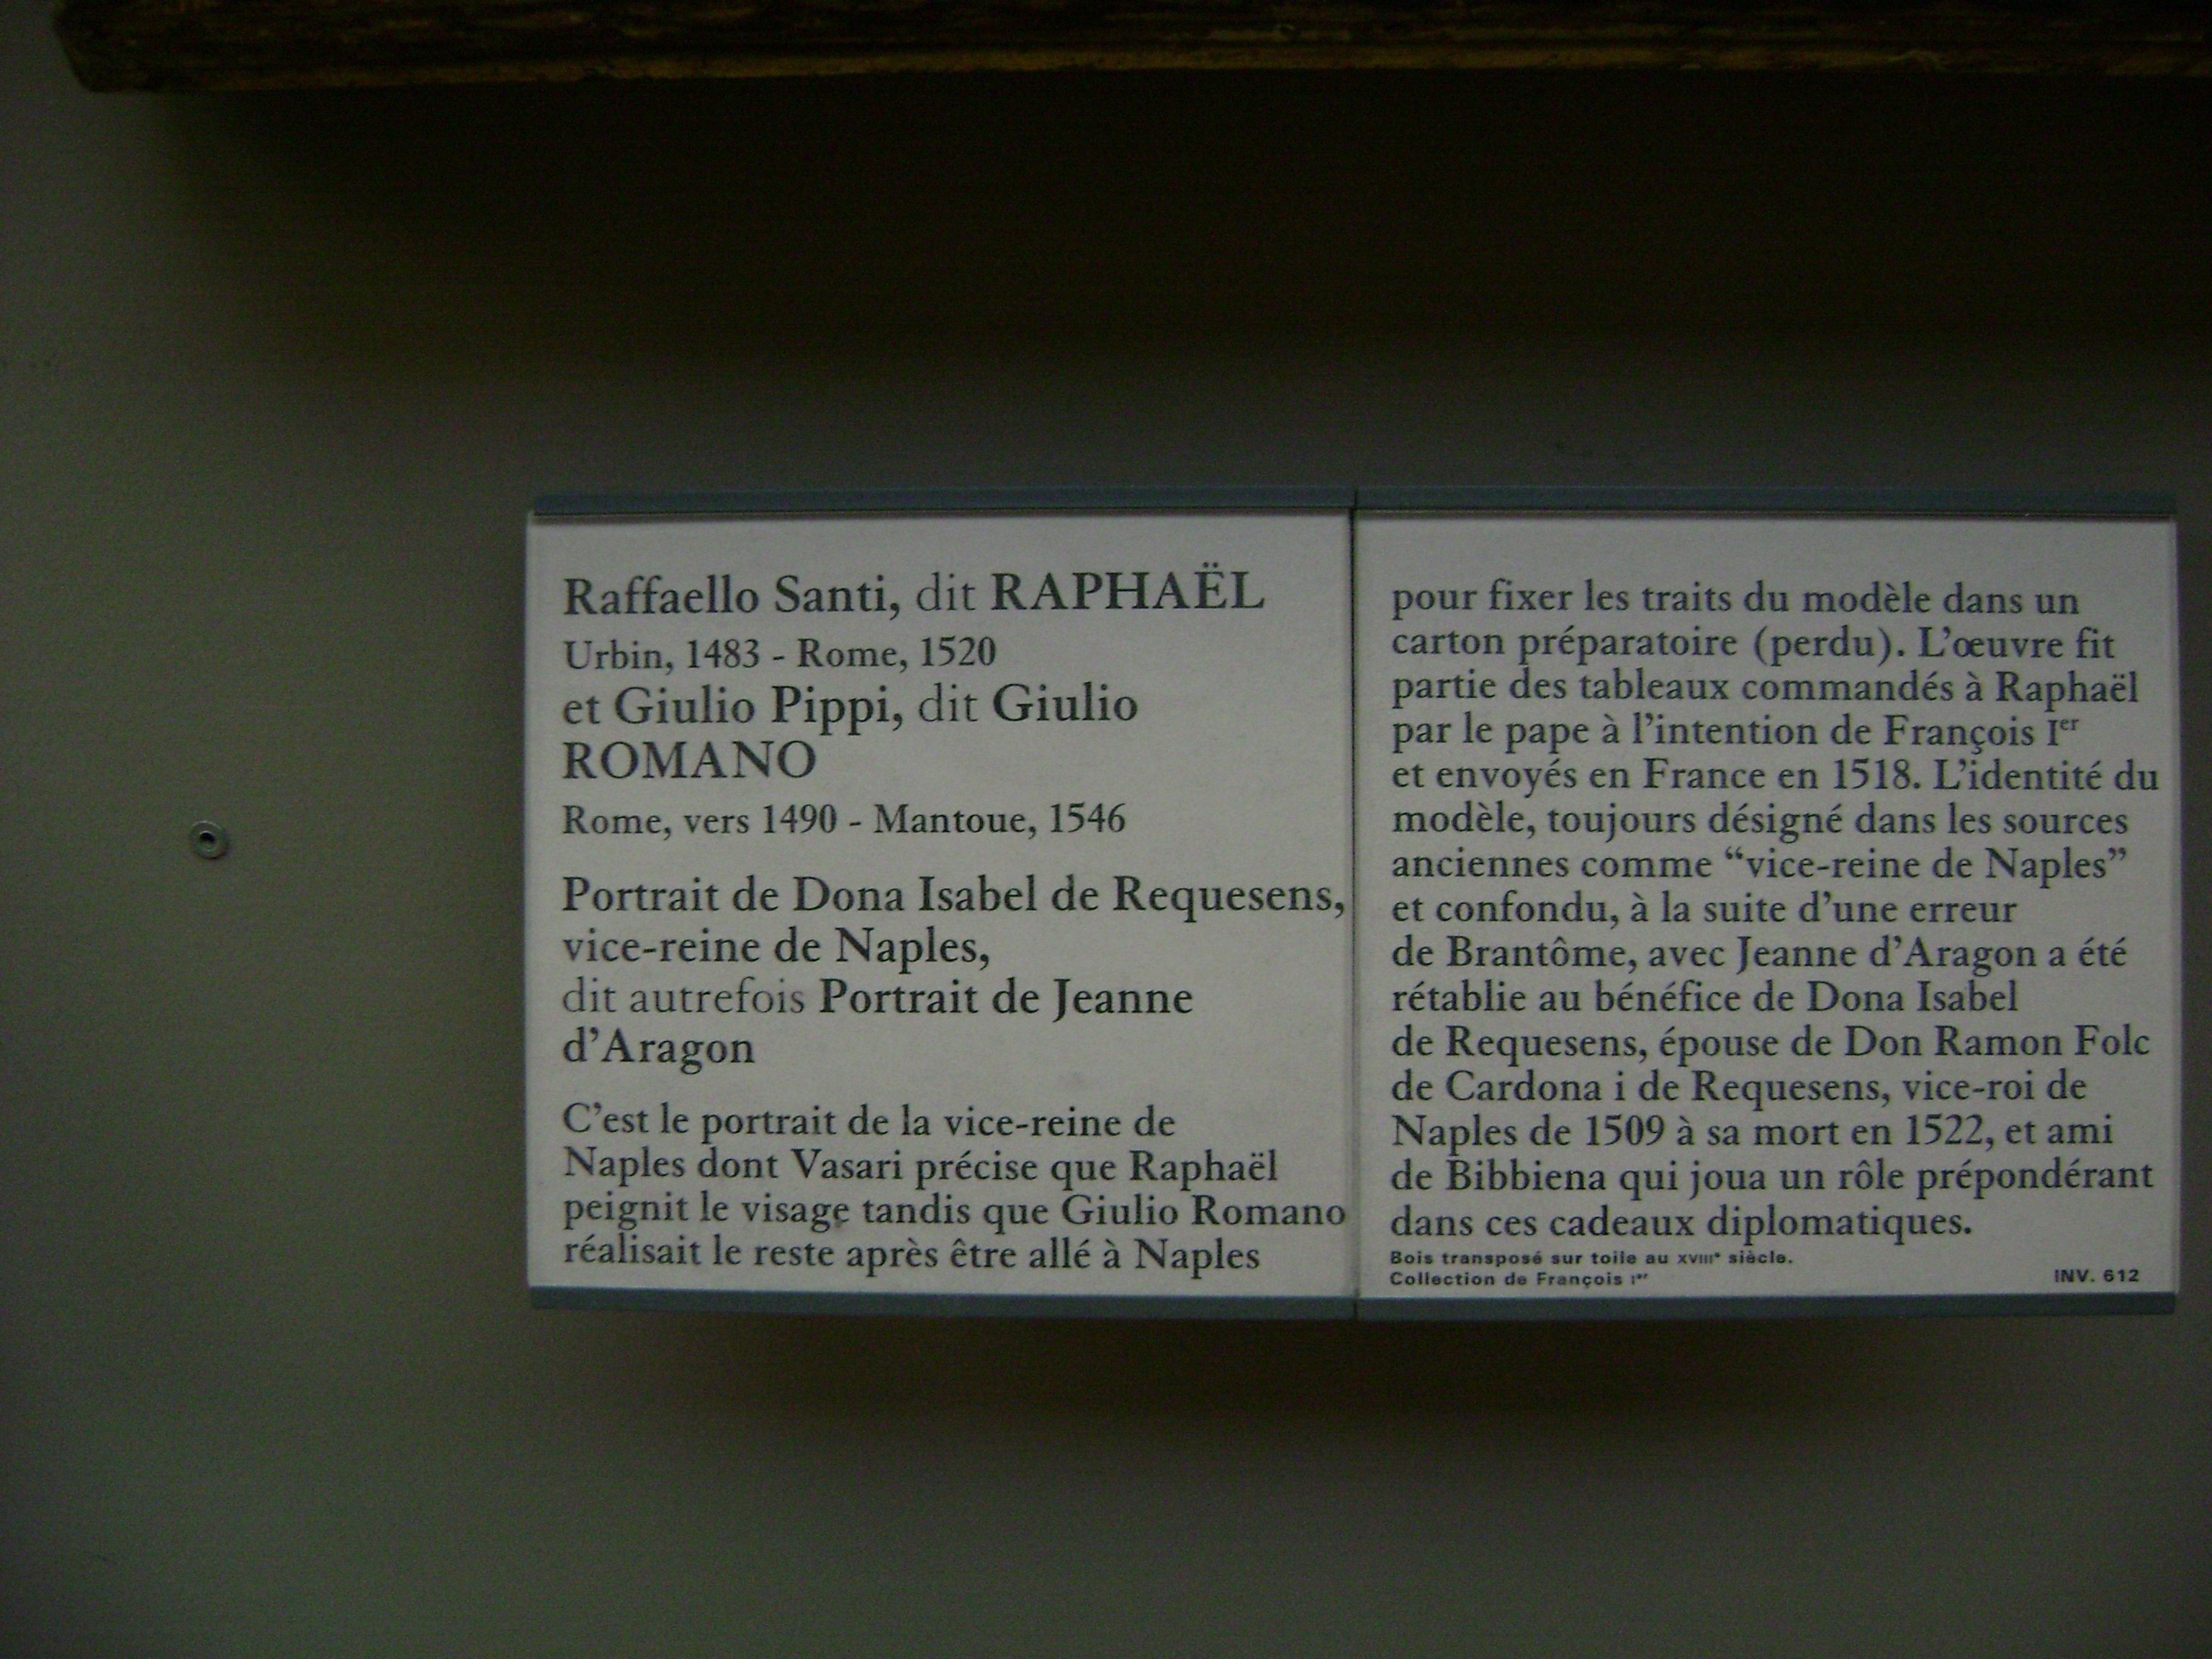 Raffaello Santi, dit RAPHAËL
Urbin, 1483 - Rome, 1520
et Giulio Pippi, dit Giulio
ROMANO
Rome, vers 1490 - Mantoue, 1546
Portrait de Dona Isabel de Requesens,
vice-reine de Naples,
dit autrefois Portrait de Jeanne
d'Aragon
C'est le portrait de la vice-reine de
Naples dont Vasari précise que Raphaël
peignit le visage tandis que Giulio Romano
réalisait le reste après être allé à Naples
pour fixer les traits du modèle dans un
carton préparatoire (perdu). L'œuvre fit
partie des tableaux commandés à Raphaël
par le pape à l'intention de François Ier
et envoyés en France en 1518. L'identité du
modèle, toujours désigné dans les sources
anciennes comme “vice-reine de Naples”
et confondu, à la suite d'une erreur
de Brantôme, avec Jeanne d'Aragon a été
rétablie au bénéfice de Dona Isabel
de Requesens, épouse de Don Ramon Folc
de Cardona i de Requesens, vice-roi de
Naples de 1509 à sa mort en 1522, et ami
de Bibbiena qui joua un rôle prépondérant
dans ces cadeaux diplomatiques.
Bois transposé sur toile au XVIIIe siècle.
Collection de François Ier
INV. 612